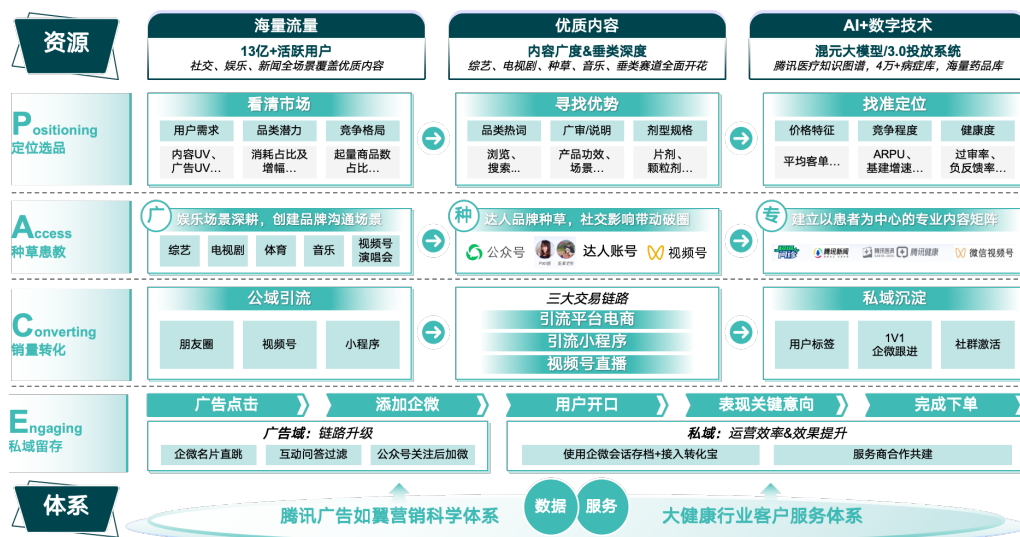 资源
海量流量
13亿+活跃用户
社交、娱乐、新闻全场景覆盖优质内容
优质内容
内容广度&垂类深度
综艺、电视剧、种草、音乐、垂类赛道全面开花
AI+数字技术
混元大模型/3.0投放系统
腾讯医疗知识图谱，4万+病症库，海量药品库
Positioning
定位选品
看清市场
用户需求
品类潜力
竞争格局
内容UV、
广告UV...
消耗占比及
增幅...
起量商品数
占比...
寻找优势
品类热词
广审/说明
剂型规格
浏览、
搜索...
产品功效、
场景...
片剂、
颗粒剂...
找准定位
价格特征
竞争程度
健康度
平均客单...
ARPU、
基建增速...
过审率、
负反馈率...
Access
种草患教
广
娱乐场景深耕，创建品牌沟通场景
综艺
电视剧
体育
音乐
视频号
演唱会
种
达人品牌种草，社交影响带动破圈
公众号
达人账号
视频号
专
建立以患者为中心的专业内容矩阵
腾讯新闻
腾讯医典
腾讯健康
微信视频号
Converting
销量转化
公域引流
朋友圈
视频号
小程序
三大交易链路
引流平台电商
引流小程序
视频号直播
私域沉淀
用户标签
1V1
企微跟进
社群激活
Engaging
私域留存
广告点击
添加企微
用户开口
表现关键意向
完成下单
广告域：链路升级
企微名片直跳
互动问答过滤
公众号关注后加微
私域：运营效率&效果提升
使用企微会话存档+接入转化宝
服务商合作共建
体系
腾讯广告如翼营销科学体系
数据
服务
大健康行业客户服务体系